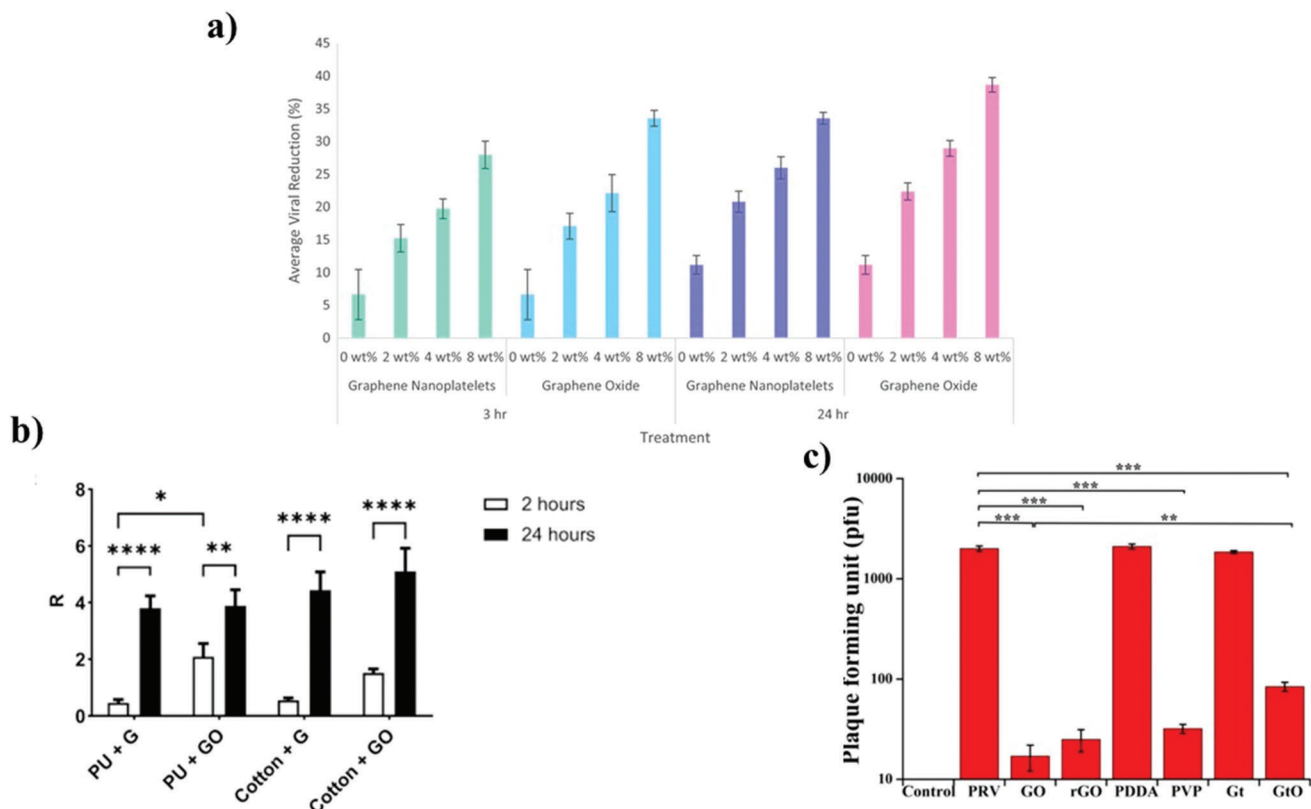 a)
45
40
35
30
25
20
15
10
5
0
Average Viral Reduction (%)
0 wt% 2 wt% 4 wt% 8 wt% 0 wt% 2 wt% 4 wt% 8 wt% 0 wt% 2 wt% 4 wt% 8 wt% 0 wt% 2 wt% 4 wt% 8 wt%
Graphene Nanoplatelets Graphene Oxide Graphene Nanoplatelets Graphene Oxide
3 hr 24 hr
Treatment
b)
8
6
4
2
0
R
* 
**** ** **** ****
2 hours
24 hours
PU + G PU + GO Cotton + G Cotton + GO
c)
10000
1000
100
10
Plaque forming unit (pfu)
***
***
***
*** **
Control PRV GO rGO PDDA PVP Gt GtO